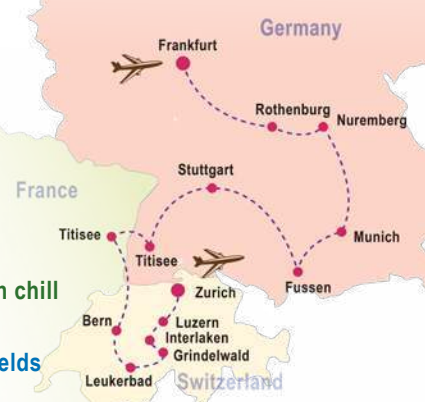 Germany
Frankfurt
Rothenburg
Nuremberg
Stuttgart
France
Titisee
Titisee
Munich
Fussen
Zurich
n chill
Bern
Luzern
Interlaken
Grindelwald
elds
Leukerbad
Switzerland